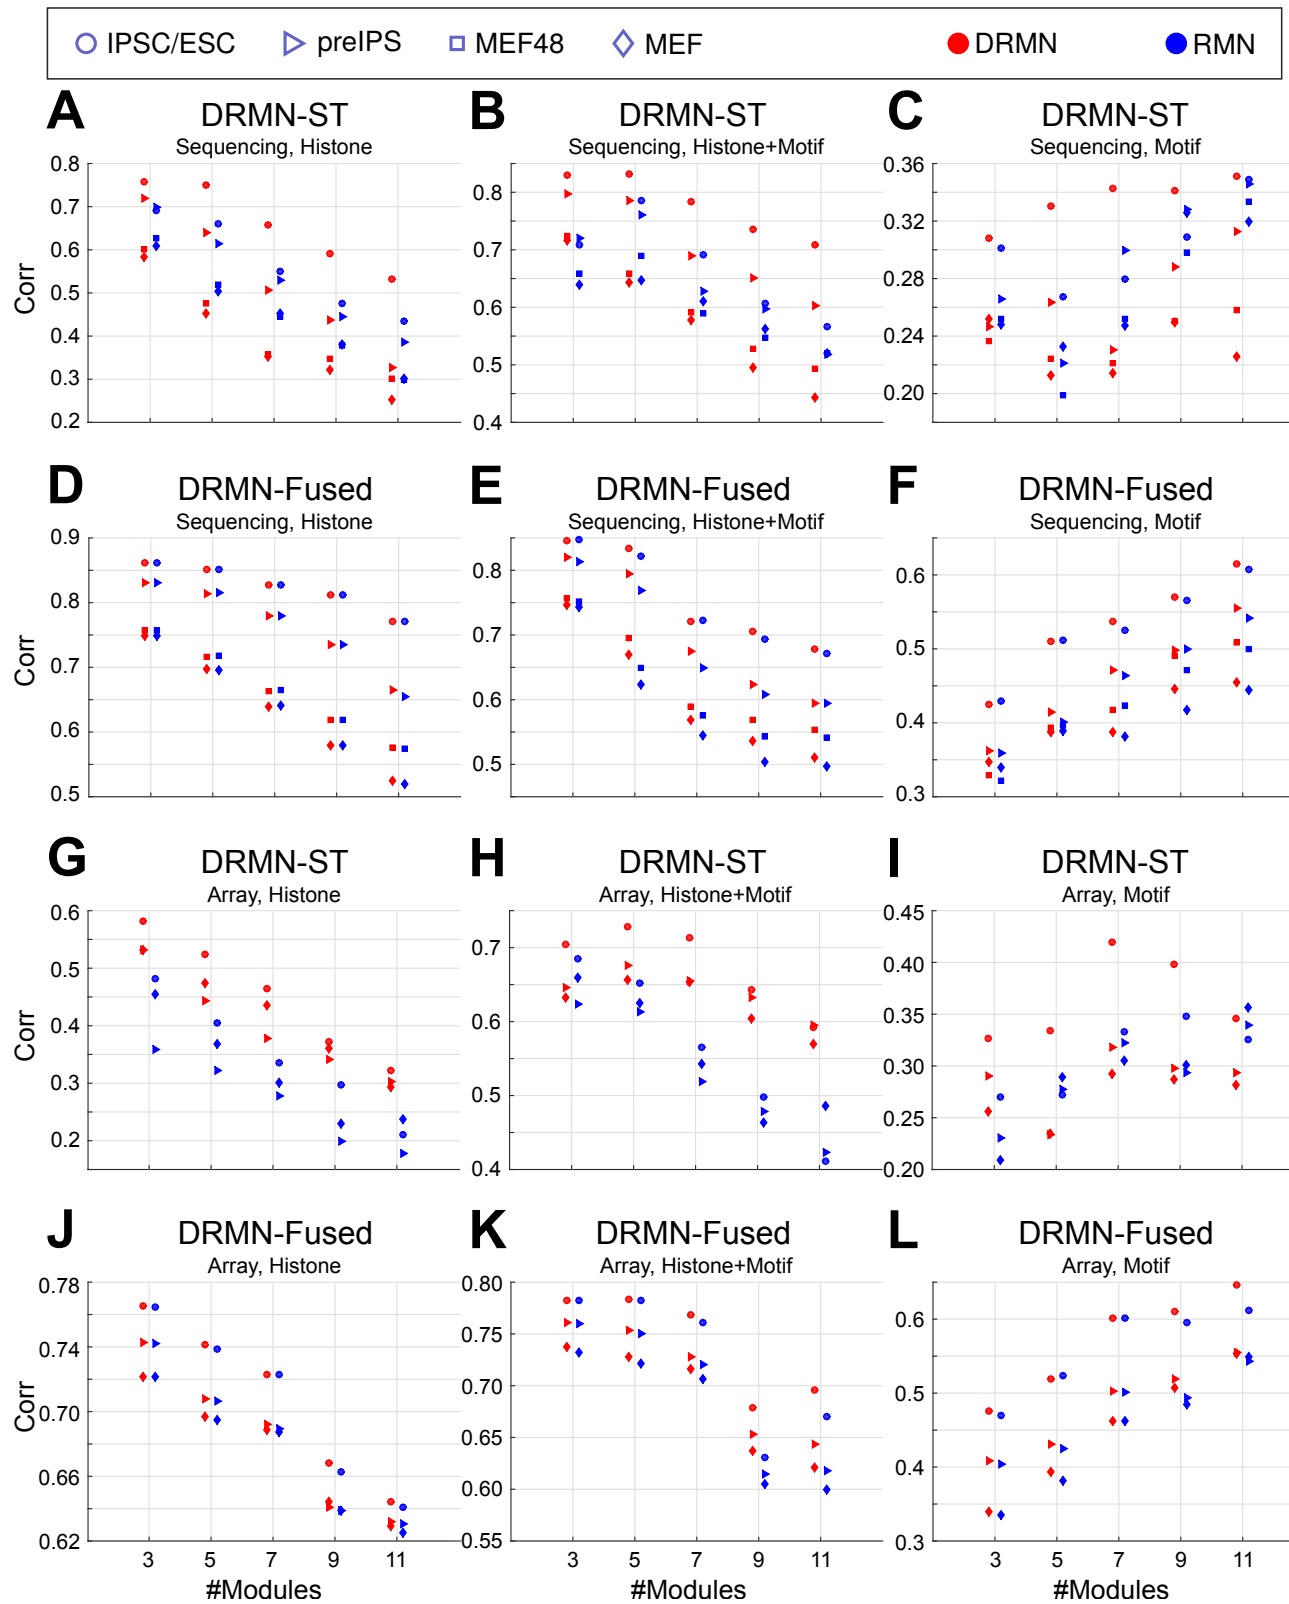 IPSC/ESC preIPS MEF48 MEF DRMN RMN
A DRMN-ST
Sequencing, Histone
B DRMN-ST
Sequencing, Histone+Motif
C DRMN-ST
Sequencing, Motif
Corr
0.8
0.7
0.6
0.5
0.4
0.3
0.2
0.8
0.7
0.6
0.5
0.4
0.36
0.32
0.28
0.24
0.20
D DRMN-Fused
Sequencing, Histone
E DRMN-Fused
Sequencing, Histone+Motif
F DRMN-Fused
Sequencing, Motif
Corr
0.9
0.8
0.7
0.6
0.5
0.8
0.7
0.6
0.5
0.6
0.5
0.4
0.3
G DRMN-ST
Array, Histone
H DRMN-ST
Array, Histone+Motif
I DRMN-ST
Array, Motif
Corr
0.6
0.5
0.4
0.3
0.2
0.7
0.6
0.5
0.4
0.45
0.40
0.35
0.30
0.25
0.20
J DRMN-Fused
Array, Histone
K DRMN-Fused
Array, Histone+Motif
L DRMN-Fused
Array, Motif
Corr
0.78
0.74
0.70
0.66
0.62
0.80
0.75
0.70
0.65
0.60
0.55
0.6
0.5
0.4
0.3
3 5 7 9 11
3 5 7 9 11
3 5 7 9 11
#Modules
#Modules
#Modules